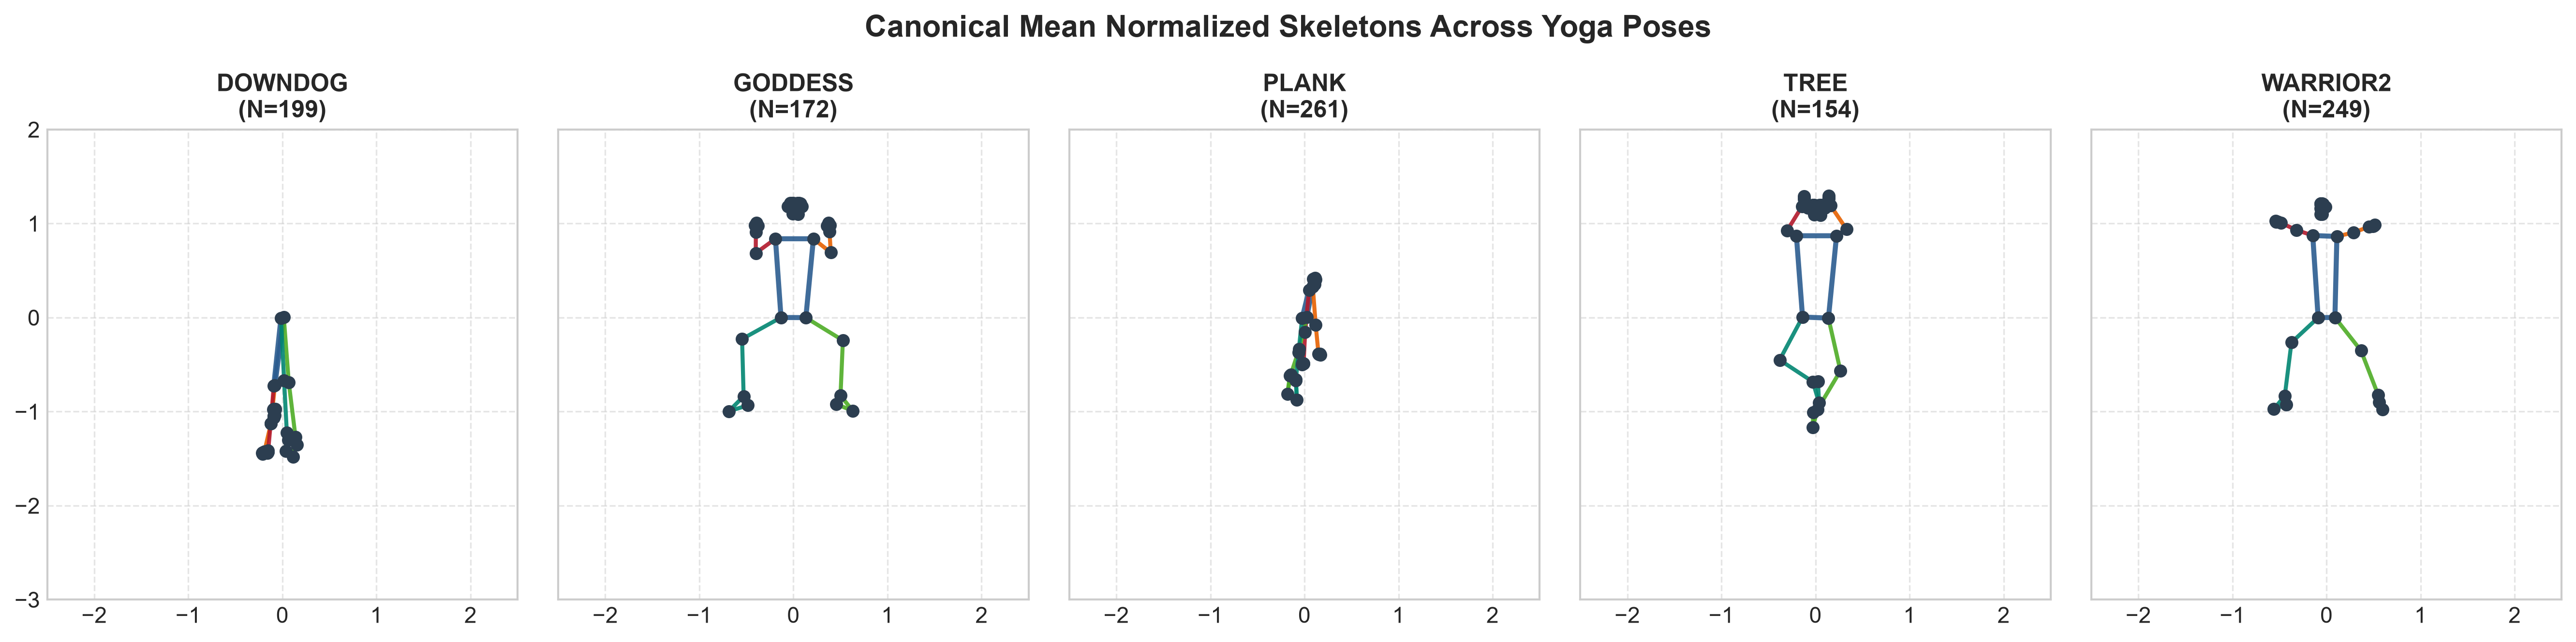 Canonical Mean Normalized Skeletons Across Yoga Poses
DOWNDOG
(N=199)
GODDESS
(N=172)
PLANK
(N=261)
TREE
(N=154)
WARRIOR2
(N=249)
2
1
0
−1
−2
−3
−2 −1 0 1 2
−2 −1 0 1 2
−2 −1 0 1 2
−2 −1 0 1 2
−2 −1 0 1 2